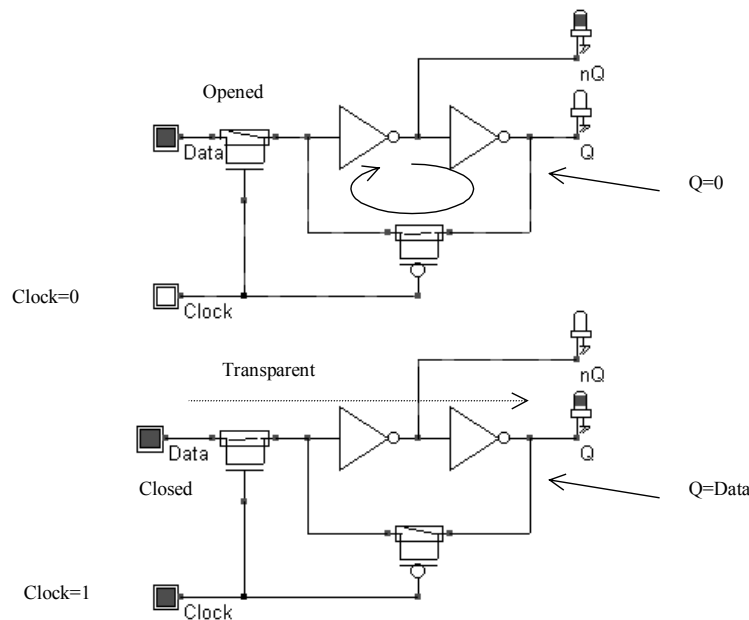 nQ
Opened
Data
Q
Q=0
Clock=0
Clock
nQ
Transparent
Data
Q
Closed
Q=Data
Clock=1
Clock